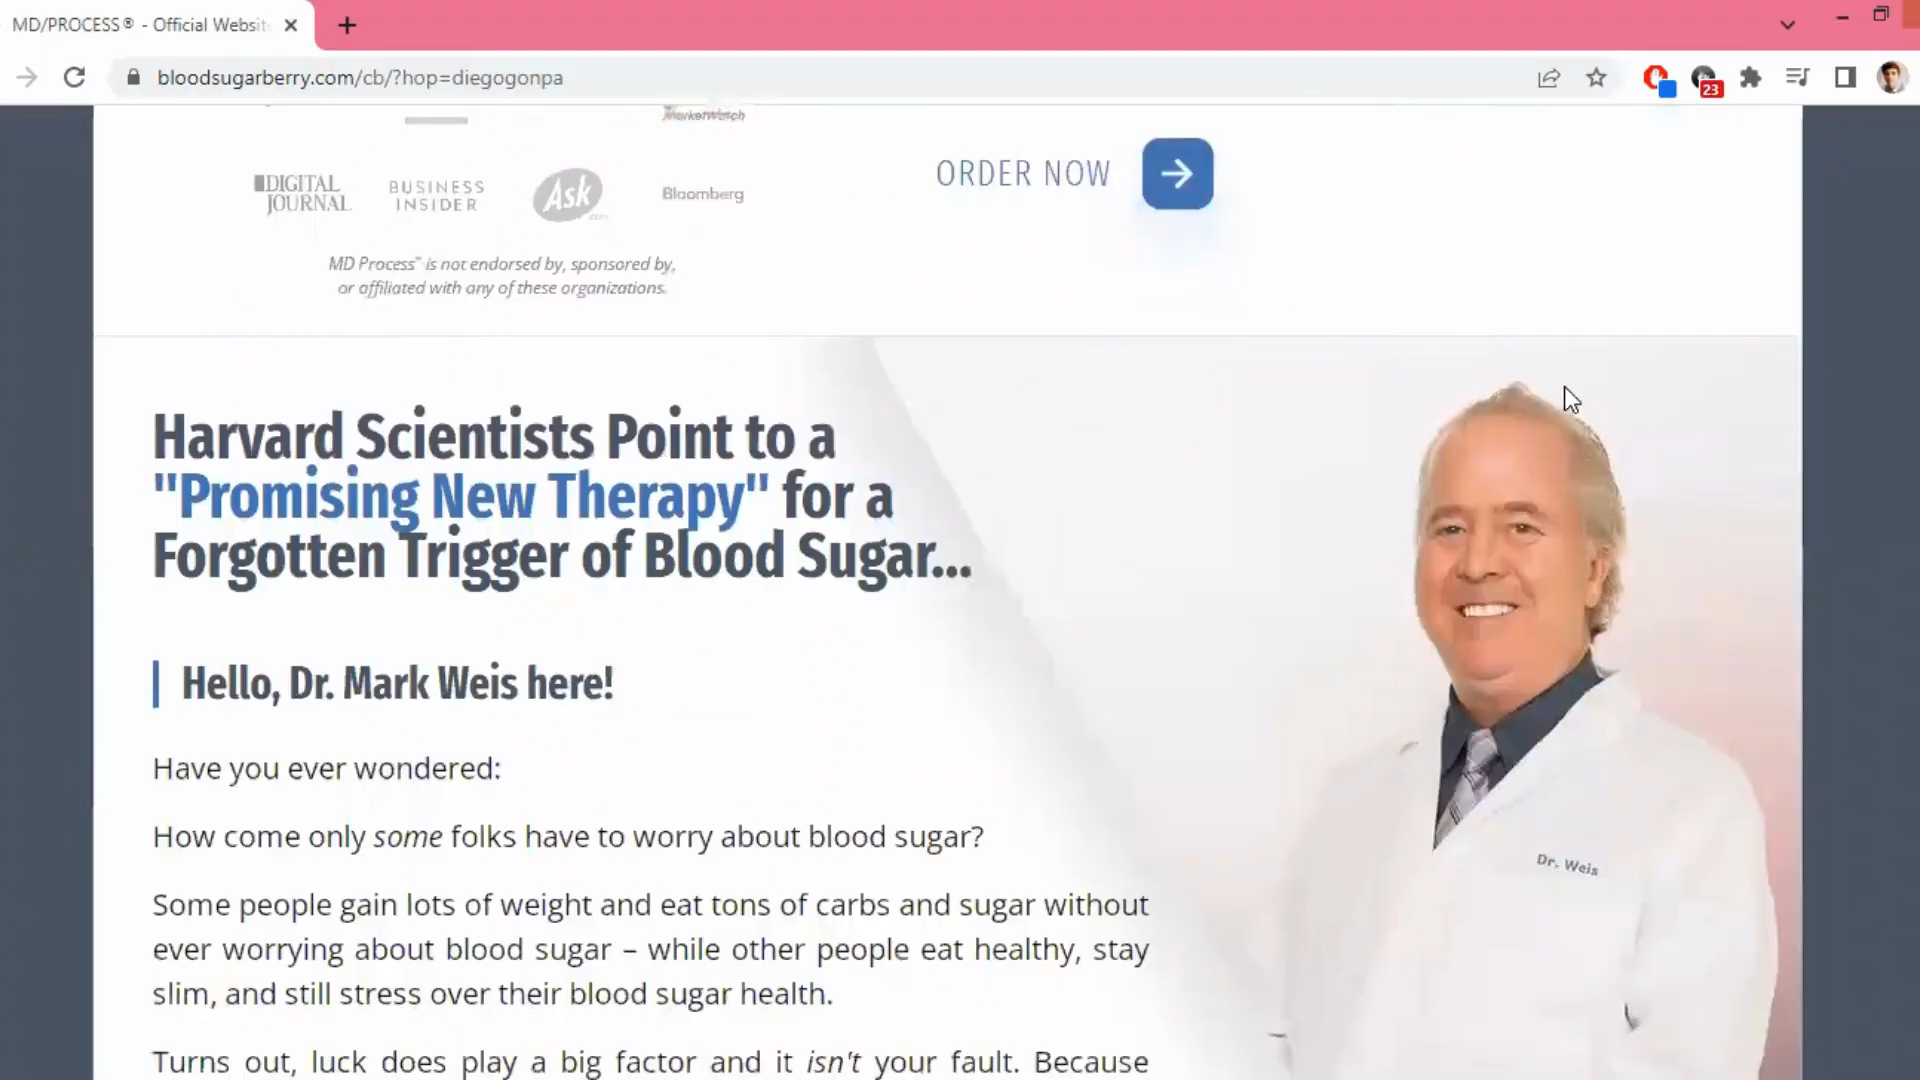 MD/PROCESS® - Official Websit
bloodsugarberry.com/cb/?hop=diegogonpa
23
MarketWatch
DIGITAL JOURNAL
BUSINESS INSIDER
Ask.com
Bloomberg
ORDER NOW
MD Process™ is not endorsed by, sponsored by,
or affiliated with any of these organizations.
Harvard Scientists Point to a
"Promising New Therapy" for a
Forgotten Trigger of Blood Sugar...
Hello, Dr. Mark Weis here!
Have you ever wondered:
How come only some folks have to worry about blood sugar?
Some people gain lots of weight and eat tons of carbs and sugar without
ever worrying about blood sugar – while other people eat healthy, stay
slim, and still stress over their blood sugar health.
Turns out, luck does play a big factor and it isn't your fault. Because
Dr. Weis